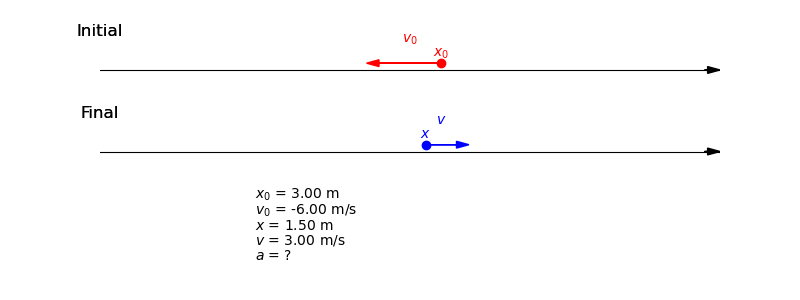 Initial
v₀
x₀
Final
v
x
x₀ = 3.00 m
v₀ = -6.00 m/s
x = 1.50 m
v = 3.00 m/s
a = ?